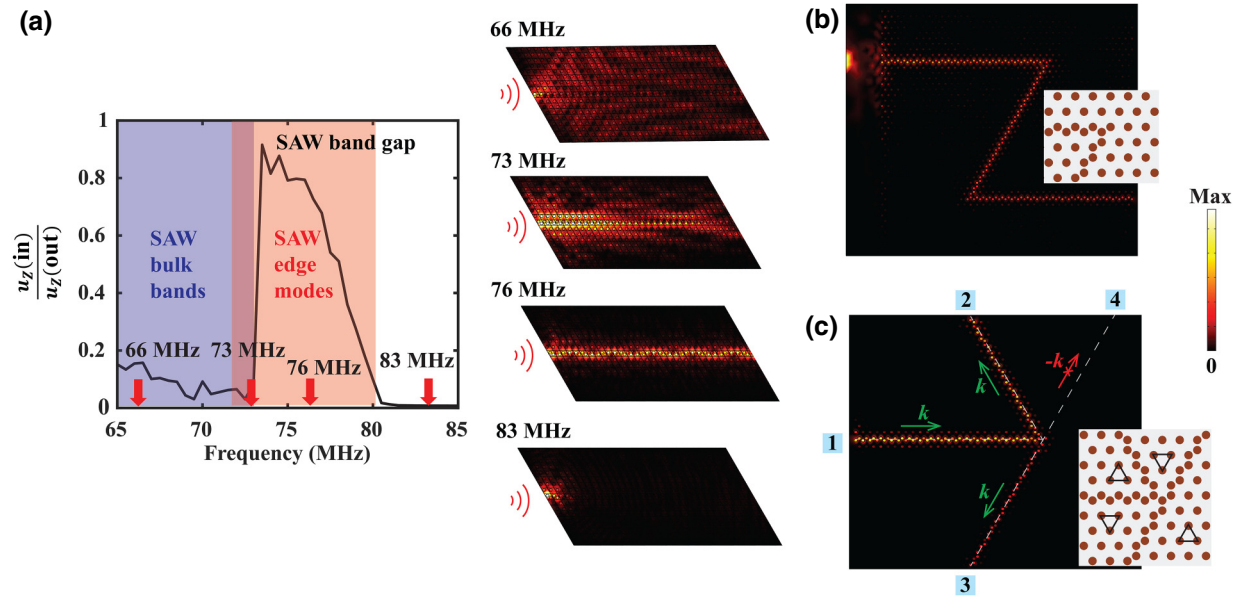 (a)
u_z(in)
u_z(out)
1
0.8
0.6
0.4
0.2
0
65
70
75
80
85
Frequency (MHz)
SAW band gap
SAW
bulk
bands
SAW
edge
modes
66 MHz
73 MHz
76 MHz
83 MHz
66 MHz
73 MHz
76 MHz
83 MHz
(b)
Max
0
(c)
1
2
3
4
k
k
k
-k